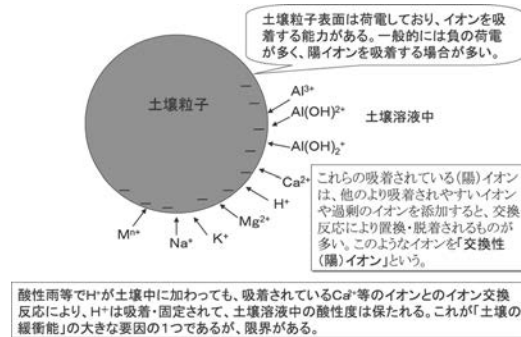 土壌粒子表面は荷電しており、イオンを吸
着する能力がある。一般的には負の荷電
が多く、陽イオンを吸着する場合が多い。
土壌粒子
土壌溶液中
Al³⁺
Al(OH)²⁺
Al(OH)₂⁺
Ca²⁺
H⁺
Mg²⁺
K⁺
Na⁺
Mⁿ⁺
これらの吸着されている(陽)イオン
は、他のより吸着されやすいイオン
や過剰のイオンを添加すると、交換
反応により置換・脱着されるものが
多い。このようなイオンを「交換性
(陽)イオン」という。
酸性雨等でH⁺が土壌中に加わっても、吸着されているCa²⁺等のイオンとのイオン交換
反応により、H⁺は吸着・固定されて、土壌溶液中の酸性度は保たれる。これが「土壌の
緩衝能」の大きな要因の1つであるが、限界がある。